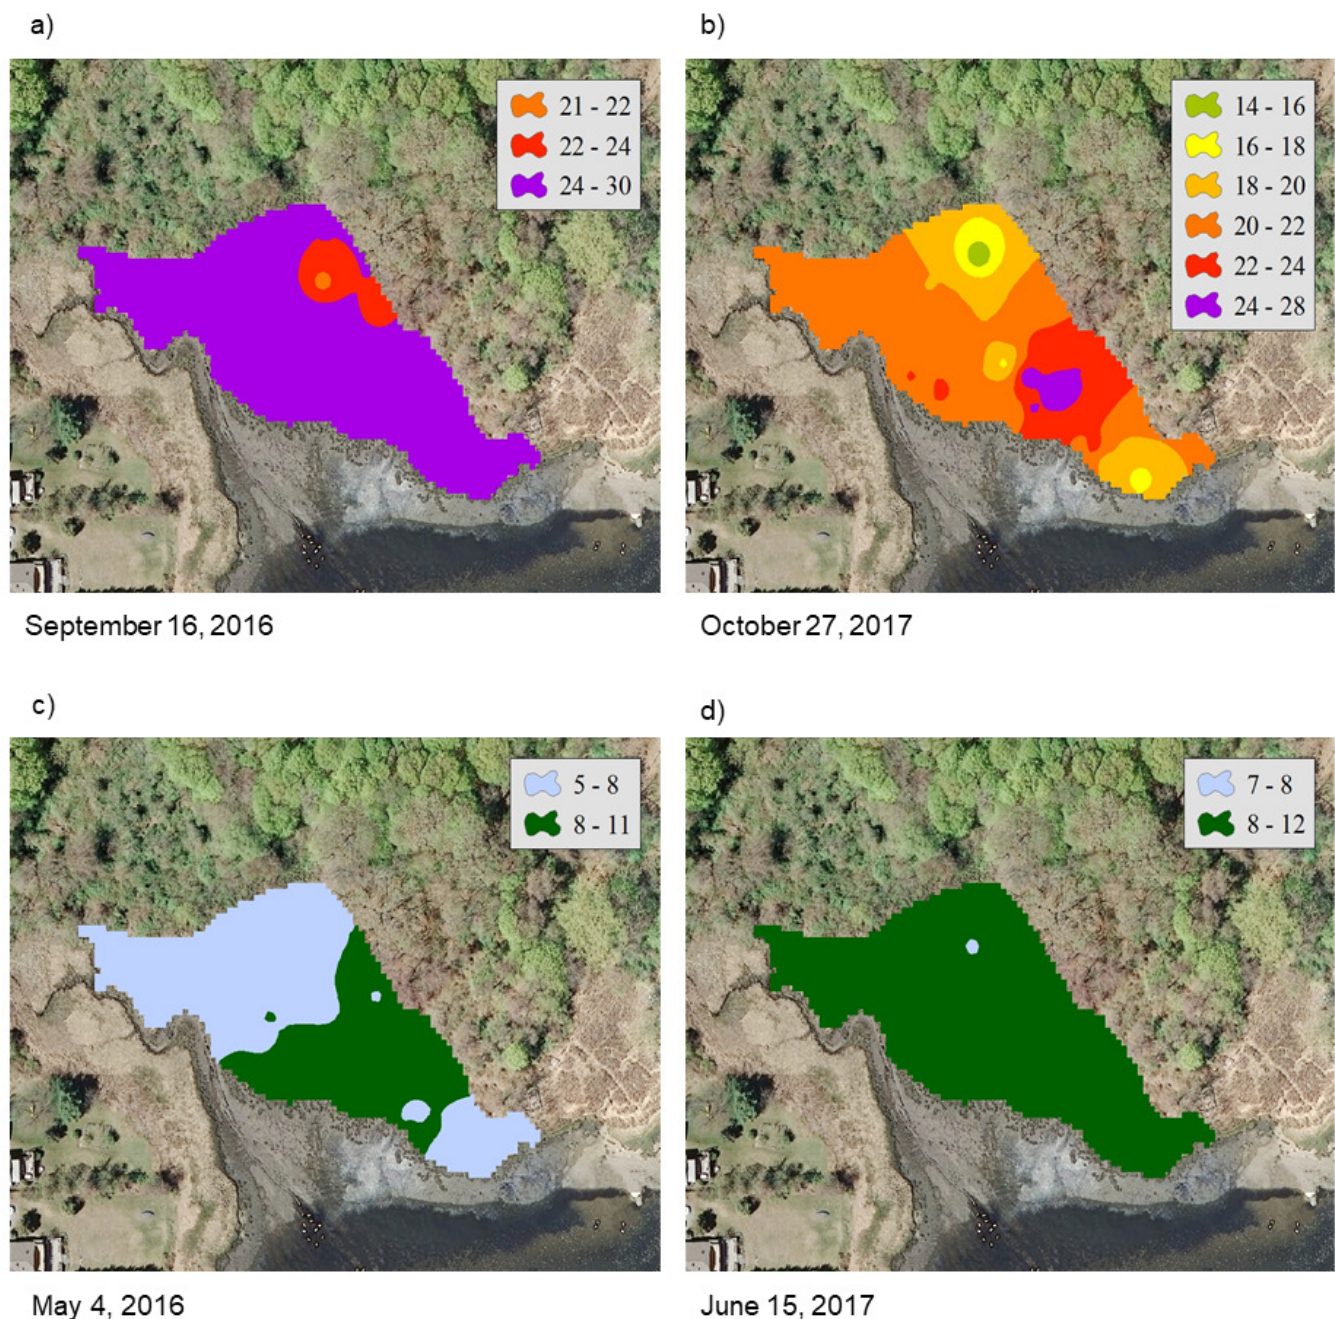 a)
21 - 22
22 - 24
24 - 30
September 16, 2016
b)
14 - 16
16 - 18
18 - 20
20 - 22
22 - 24
24 - 28
October 27, 2017
c)
5 - 8
8 - 11
May 4, 2016
d)
7 - 8
8 - 12
June 15, 2017